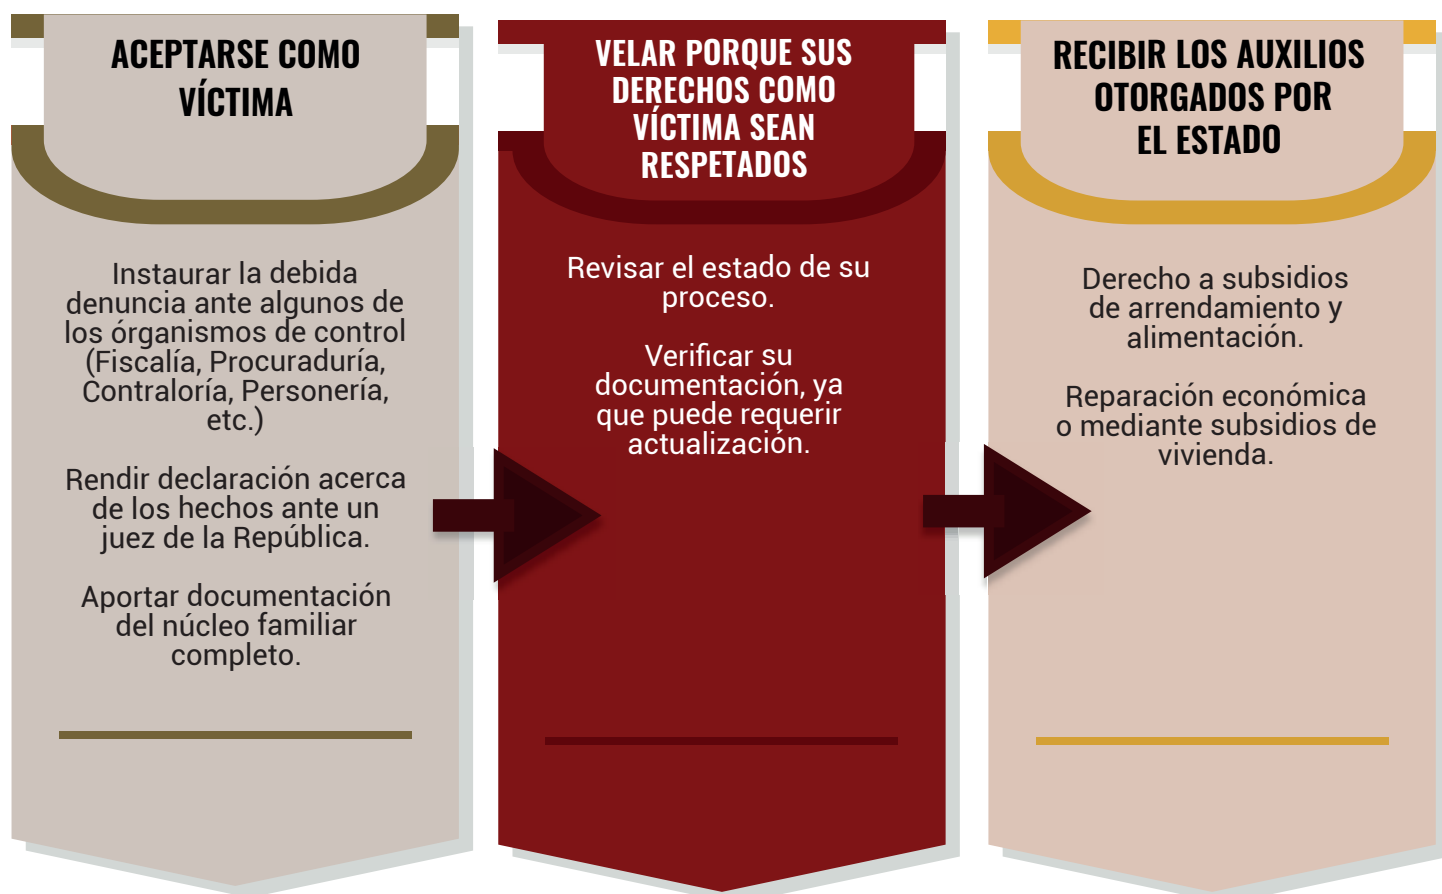 ACEPTARSE COMO
VÍCTIMA
Instaurar la debida
denuncia ante algunos de
los órganismos de control
(Fiscalía, Procuraduría,
Contraloría, Personería,
etc.)
Rendir declaración acerca
de los hechos ante un
juez de la República.
Aportar documentación
del núcleo familiar
completo.
VELAR PORQUE SUS
DERECHOS COMO
VÍCTIMA SEAN
RESPETADOS
Revisar el estado de su
proceso.
Verificar su
documentación, ya
que puede requerir
actualización.
RECIBIR LOS AUXILIOS
OTORGADOS POR
EL ESTADO
Derecho a subsidios
de arrendamiento y
alimentación.
Reparación económica
o mediante subsidios de
vivienda.